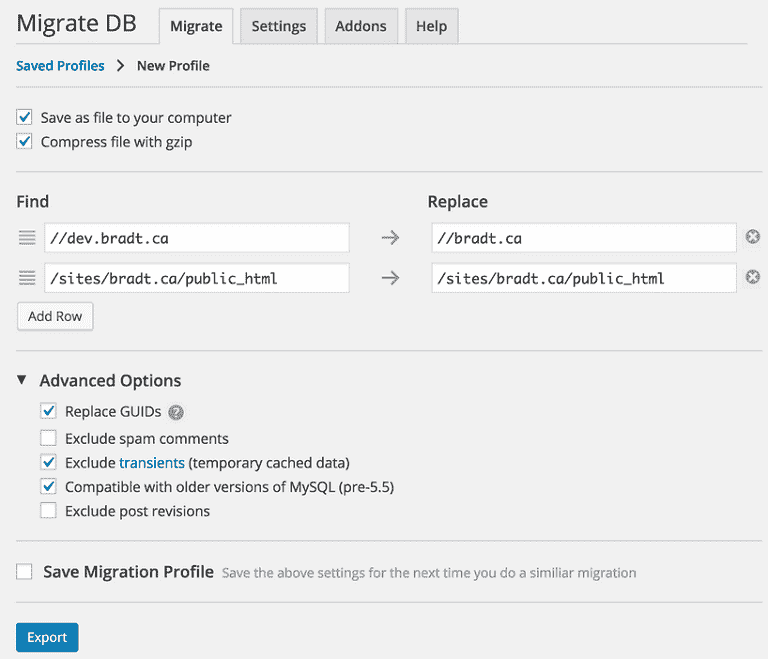 Migrate DB Migrate Settings Addons Help
Saved Profiles > New Profile
Save as file to your computer
Compress file with gzip
Find Replace
//dev.bradt.ca → //bradt.ca
/sites/bradt.ca/public_html → /sites/bradt.ca/public_html
Add Row
▼ Advanced Options
Replace GUIDs ?
Exclude spam comments
Exclude transients (temporary cached data)
Compatible with older versions of MySQL (pre-5.5)
Exclude post revisions
Save Migration Profile Save the above settings for the next time you do a similiar migration
Export